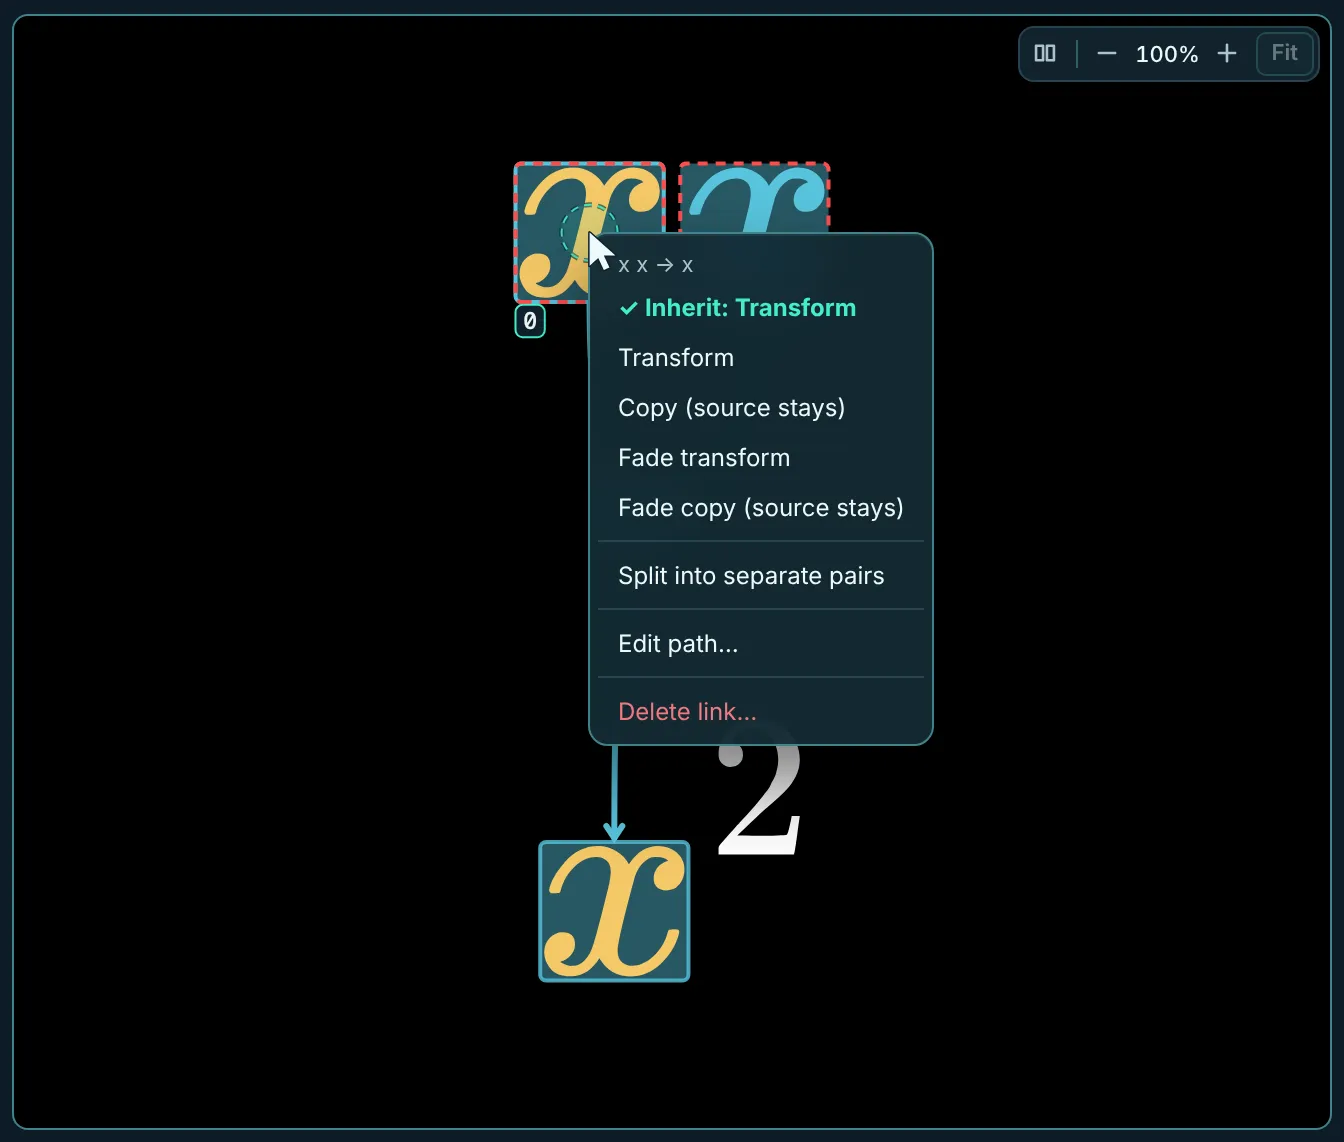 100% Fit
x x
x x → x
0
✓ Inherit: Transform
Transform
Copy (source stays)
Fade transform
Fade copy (source stays)
Split into separate pairs
Edit path...
Delete link...
2
x